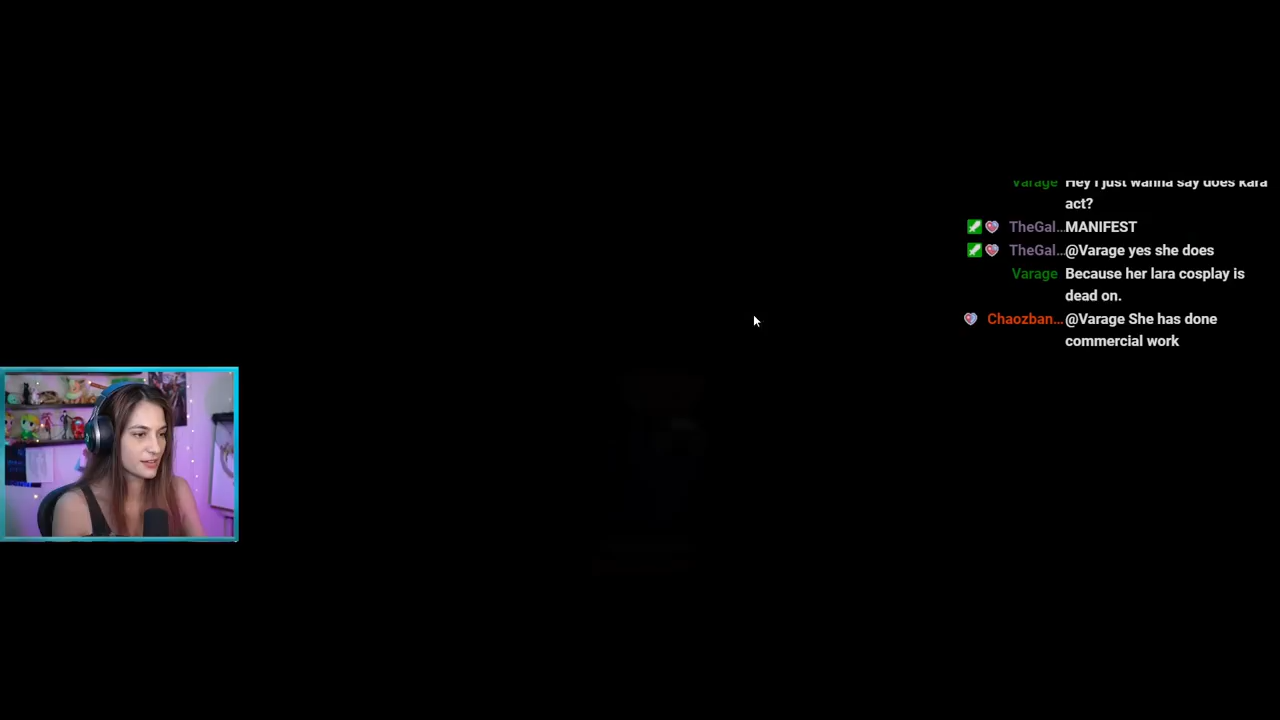 Varage Hey I just wanna say does kara
act?
TheGal… MANIFEST
TheGal… @Varage yes she does
Varage Because her lara cosplay is
dead on.
Chaozban… @Varage She has done
commercial work